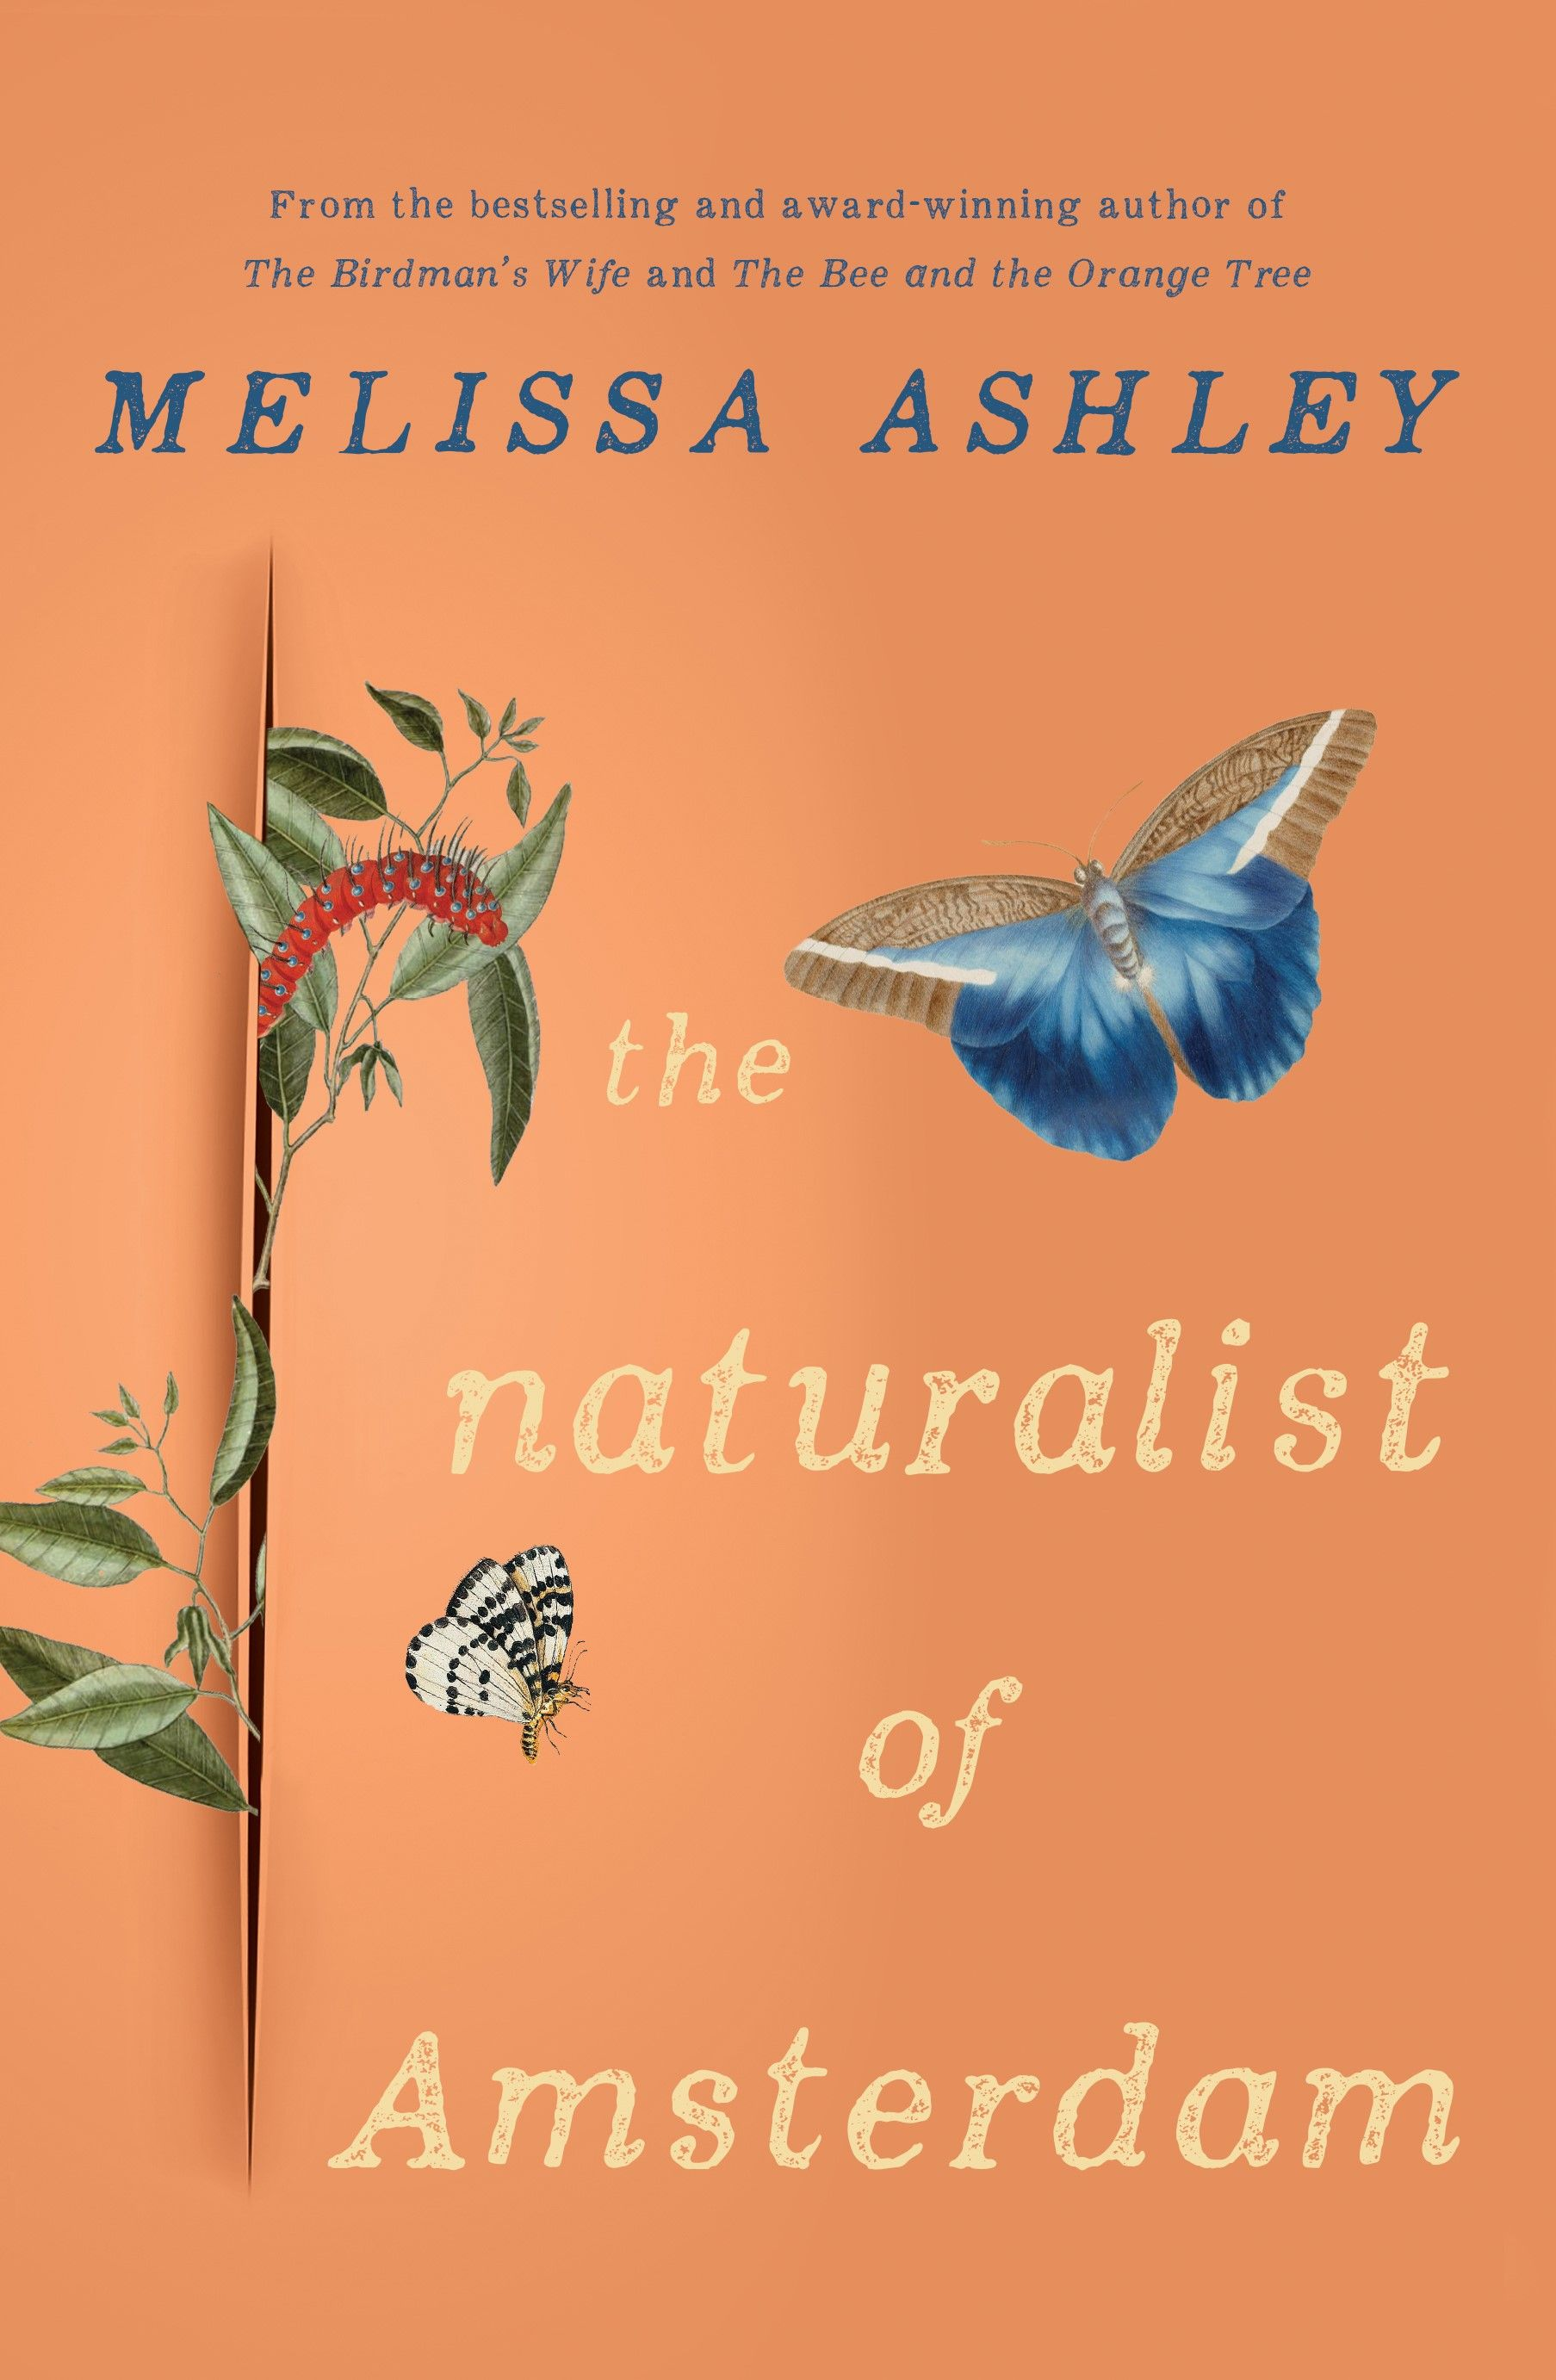 From the bestselling and award-winning author of
The Birdman's Wife and The Bee and the Orange Tree
MELISSA ASHLEY
the
naturalist
of
Amsterdam